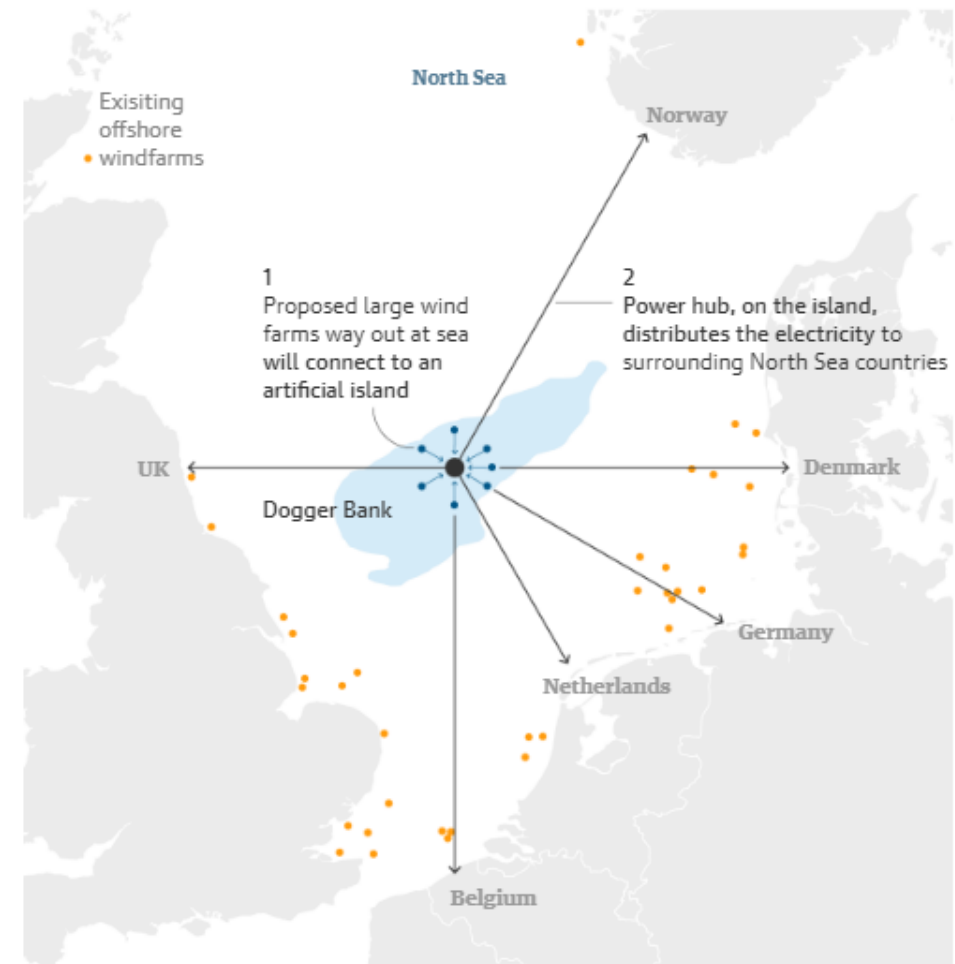 North Sea
Exisiting
offshore
windfarms
Norway
1
Proposed large wind
farms way out at sea
will connect to an
artificial island
2
Power hub, on the island,
distributes the electricity to
surrounding North Sea countries
UK
Denmark
Dogger Bank
Germany
Netherlands
Belgium